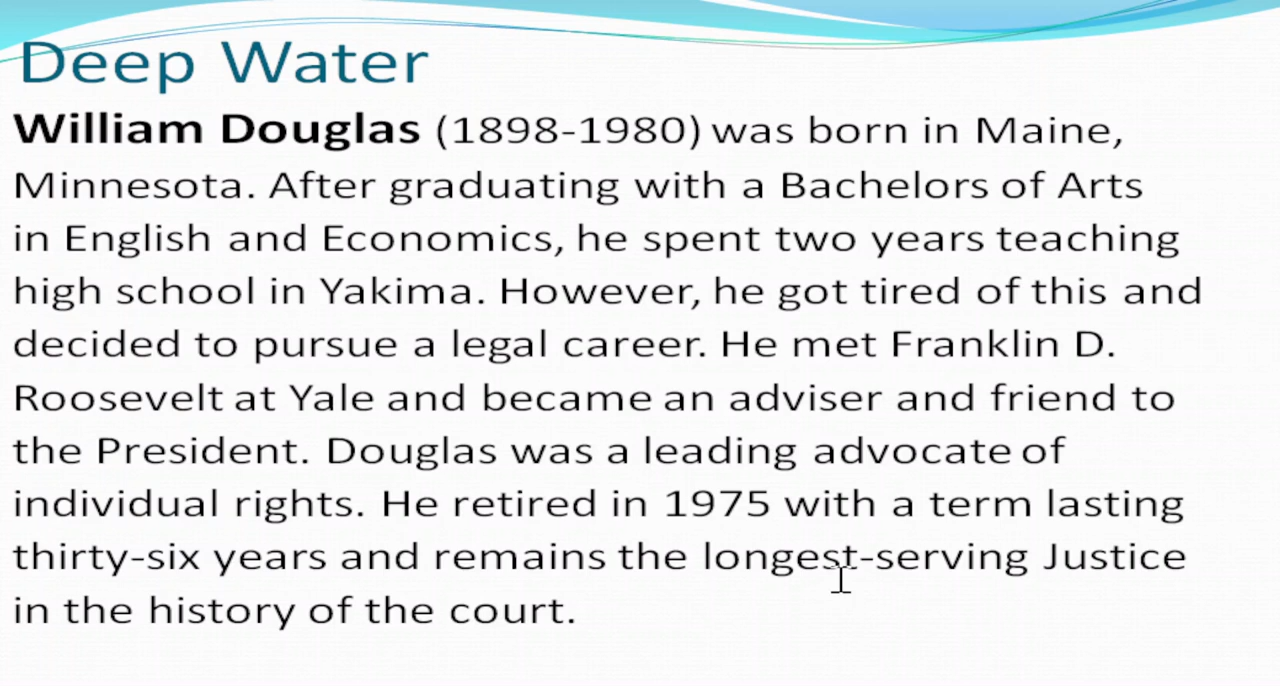 Deep Water
William Douglas (1898-1980) was born in Maine,
Minnesota. After graduating with a Bachelors of Arts
in English and Economics, he spent two years teaching
high school in Yakima. However, he got tired of this and
decided to pursue a legal career. He met Franklin D.
Roosevelt at Yale and became an adviser and friend to
the President. Douglas was a leading advocate of
individual rights. He retired in 1975 with a term lasting
thirty-six years and remains the longest-serving Justice
in the history of the court.